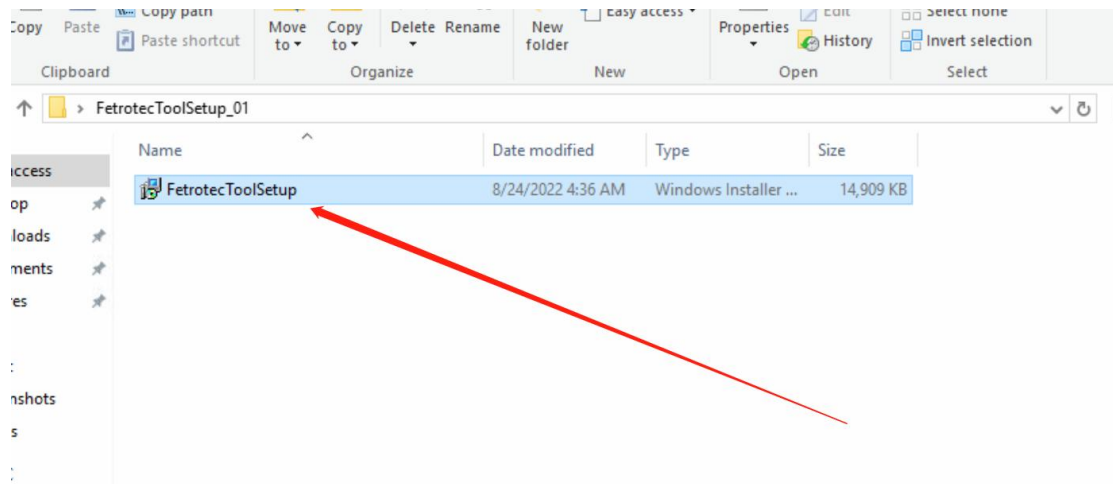 Copy path
Easy access
Edit
Select none
Copy Paste
Paste shortcut
Move to
Copy to
Delete Rename
New folder
Properties
History
Invert selection
Clipboard
Organize
New
Open
Select
FetrotecToolSetup_01
Name
Date modified
Type
Size
access
op
FetrotecToolSetup 8/24/2022 4:36 AM Windows Installer ... 14,909 KB
loads
ments
res
nshots
s